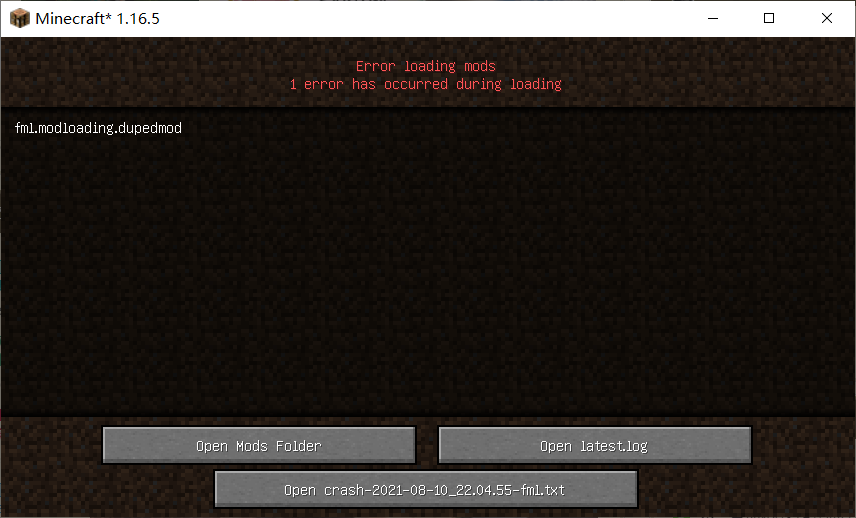 Minecraft* 1.16.5
Error loading mods
1 error has occurred during loading
fml.modloading.dupedmod
Open Mods Folder
Open latest.log
Open crash-2021-08-10_22.04.55-fml.txt